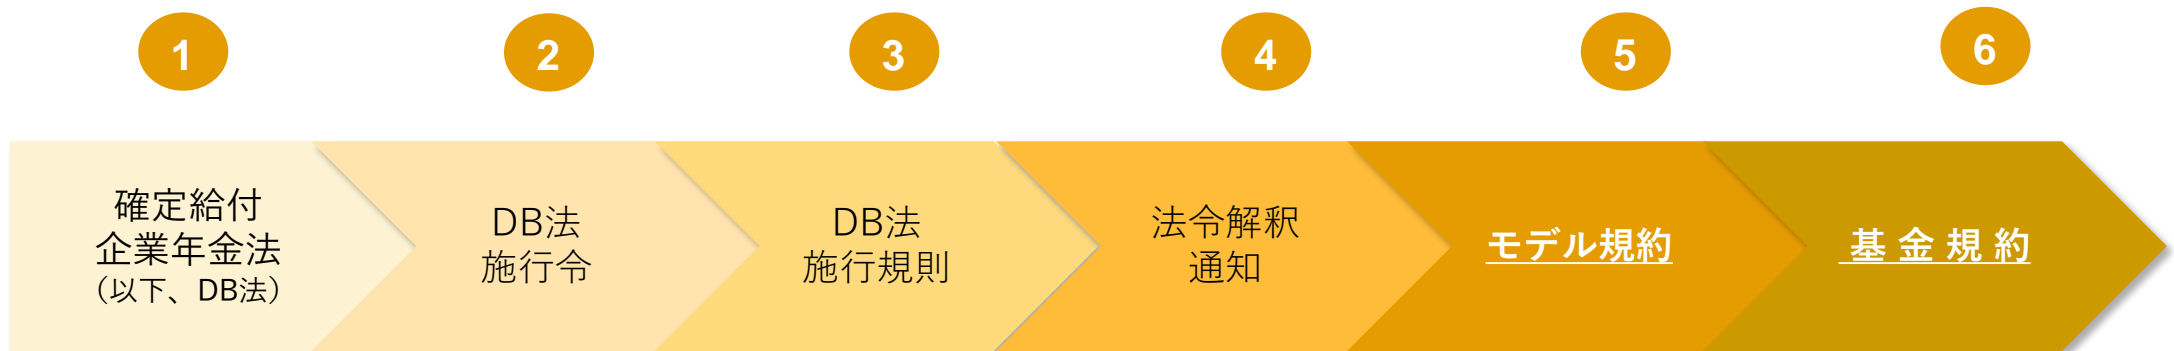 1
2
3
4
5
6
確定給付
企業年金法
（以下、DB法）
DB法
施行令
DB法
施行規則
法令解釈
通知
モデル規約
基 金 規 約